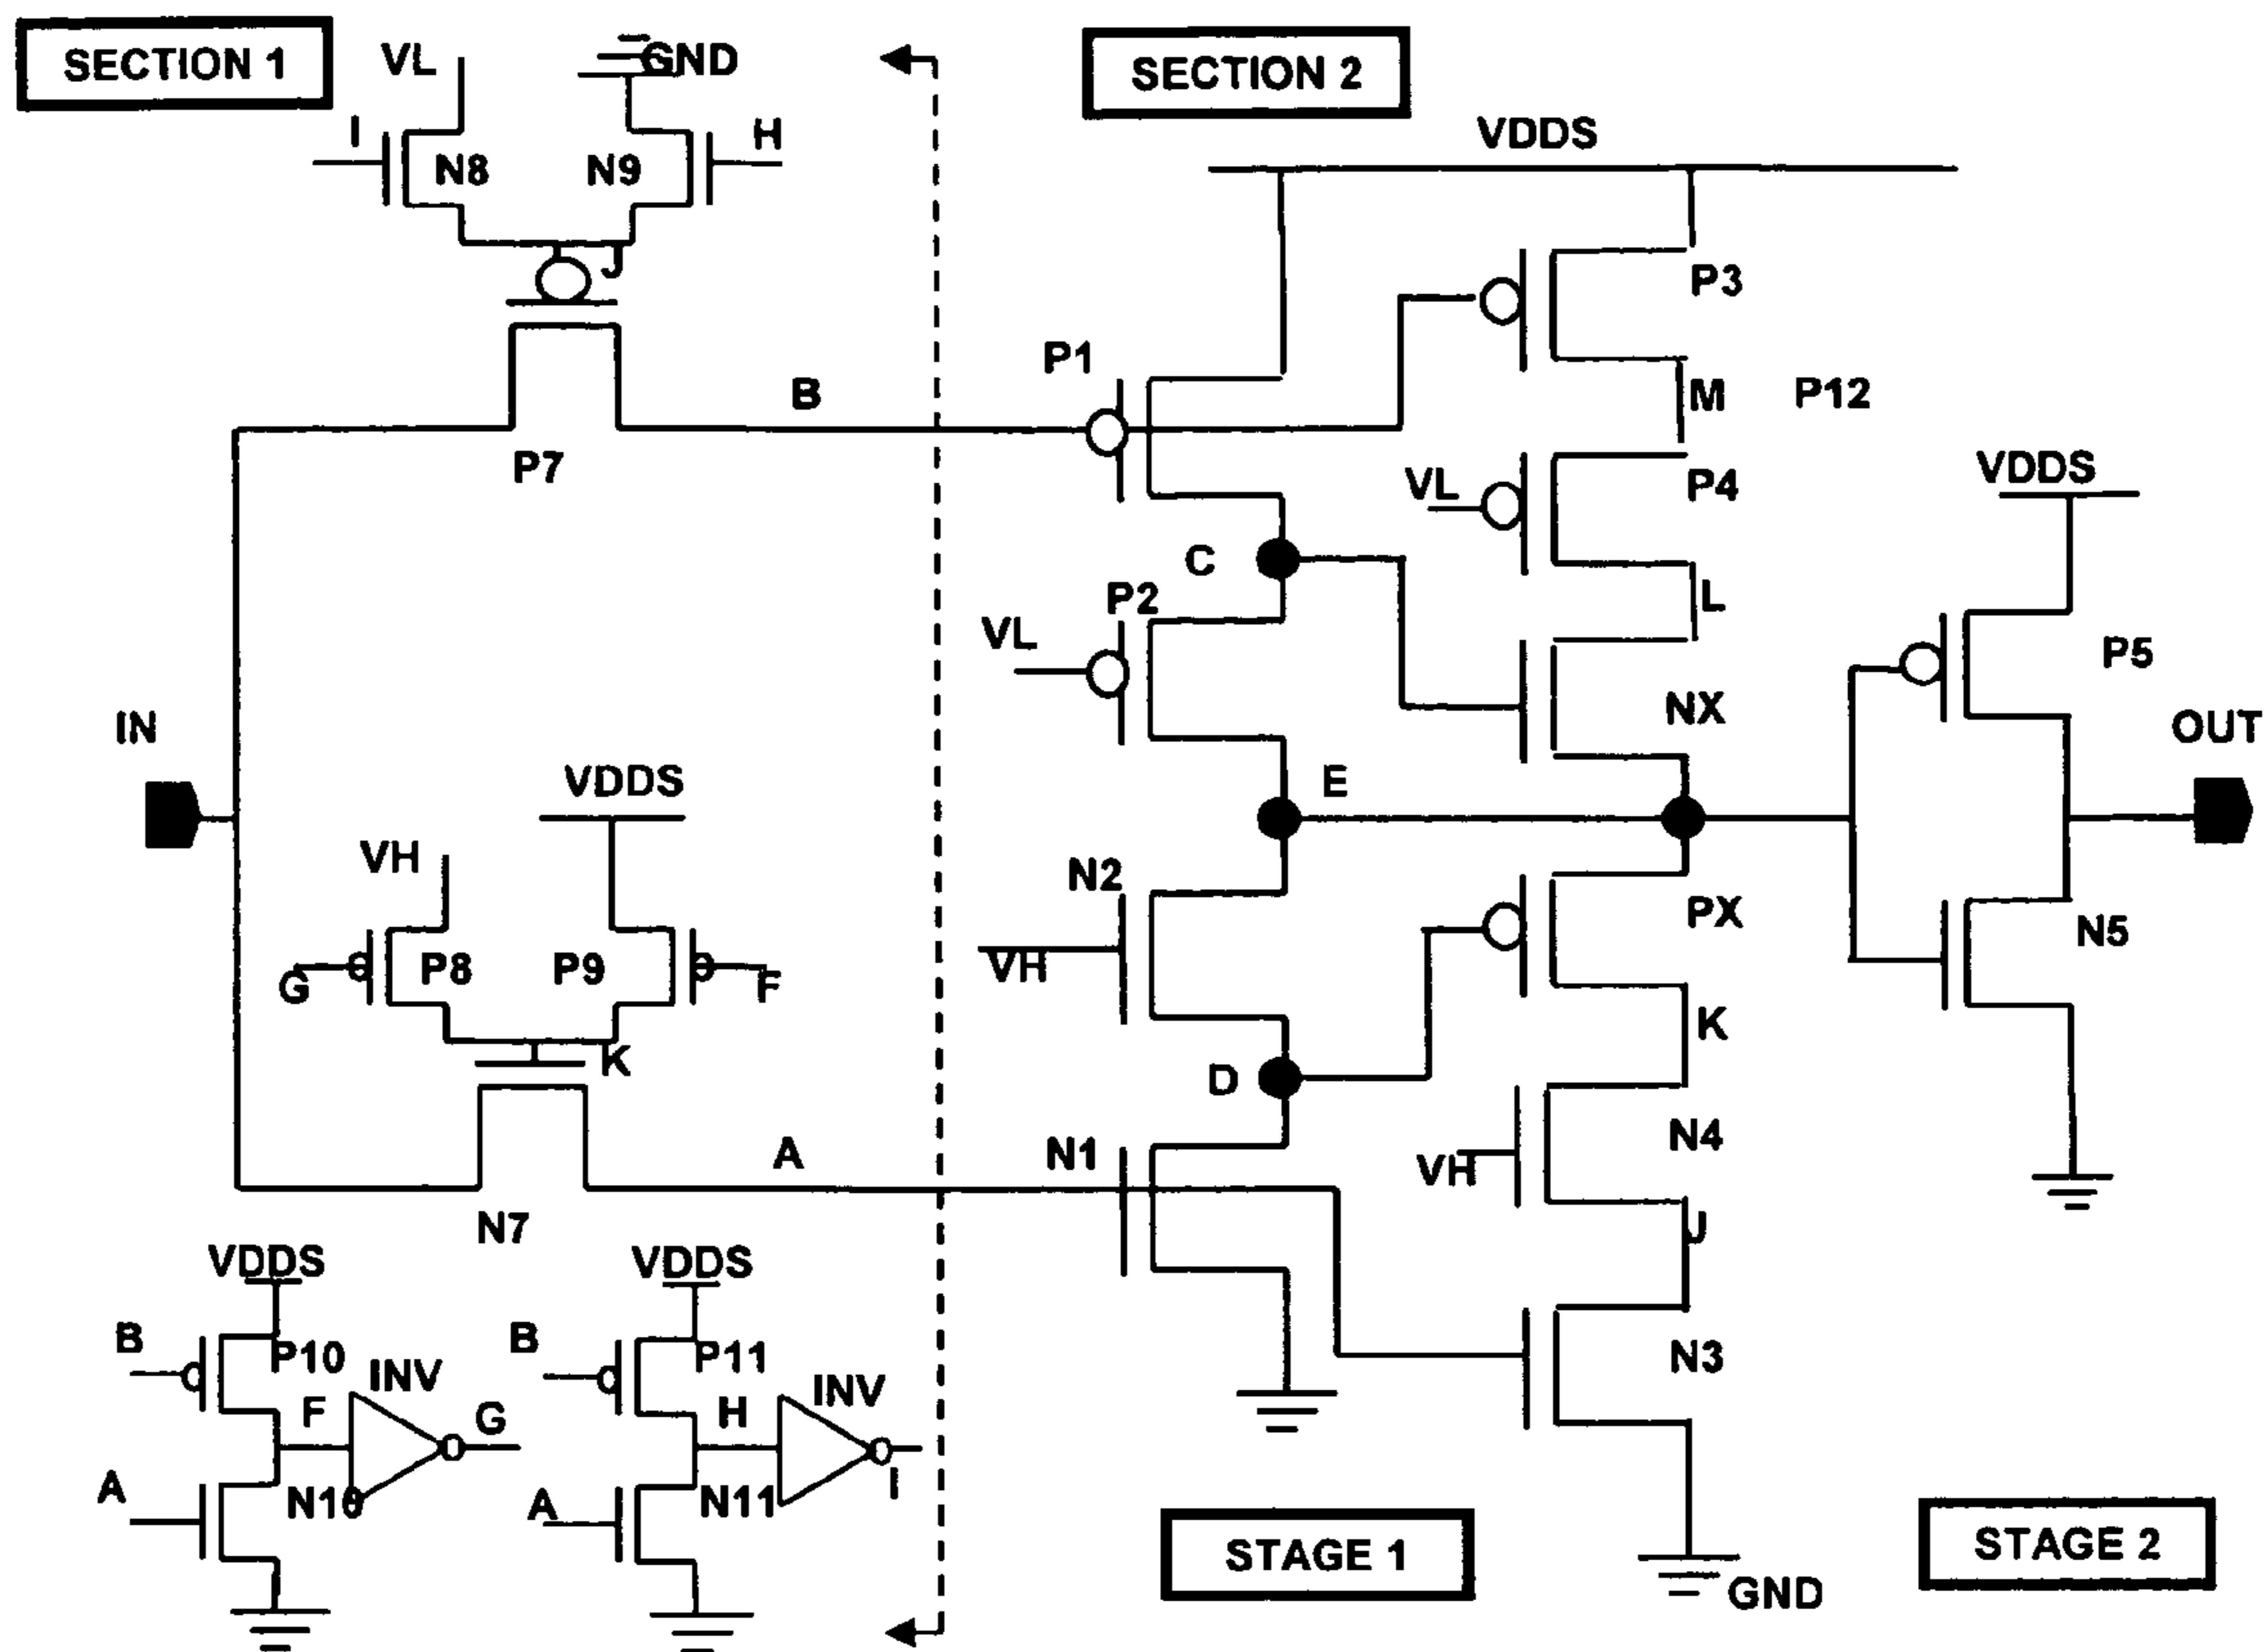 SECTION 1
VL
GND
SECTION 2
VDDS
I
H
N8
N9
J
P3
P1
B
M
P12
P7
VL
P4
VDDS
C
P2
L
VL
P5
IN
NX
OUT
VDDS
E
VH
N2
PX
N5
G
P8
P9
F
VH
K
K
D
A
N1
N4
VH
N7
J
VDDS
VDDS
B
P10
INV
B
P11
INV
N3
F
G
H
A
N10
A
N11
I
STAGE 1
STAGE 2
GND